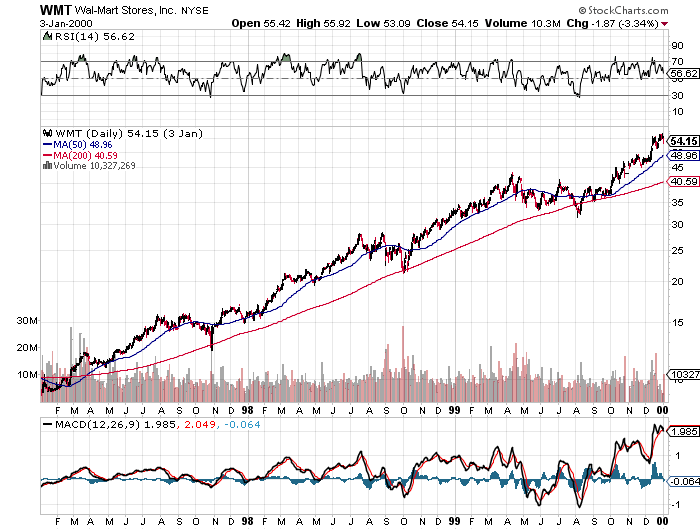 WMT Wal-Mart Stores, Inc. NYSE © StockCharts.com
3-Jan-2000 Open 55.42 High 55.92 Low 53.09 Close 54.15 Volume 10.3M Chg -1.87 (-3.34%)
RSI(14) 56.62
90
70
56.62
50
30
10
WMT (Daily) 54.15 (3 Jan)
MA(50) 48.96
MA(200) 40.59
Volume 10,327,269
54.15
48.96
45
40.59
35
30
25
20
15
30M
20M
10M
10327
F M A M J J A S O N D 98 F M A M J J A S O N D 99 F M A M J J A S O N D 00
MACD(12,26,9) 1.985, 2.049, -0.064
1.985
1
-0.064
-1
F M A M J J A S O N D 98 F M A M J J A S O N D 99 F M A M J J A S O N D 00